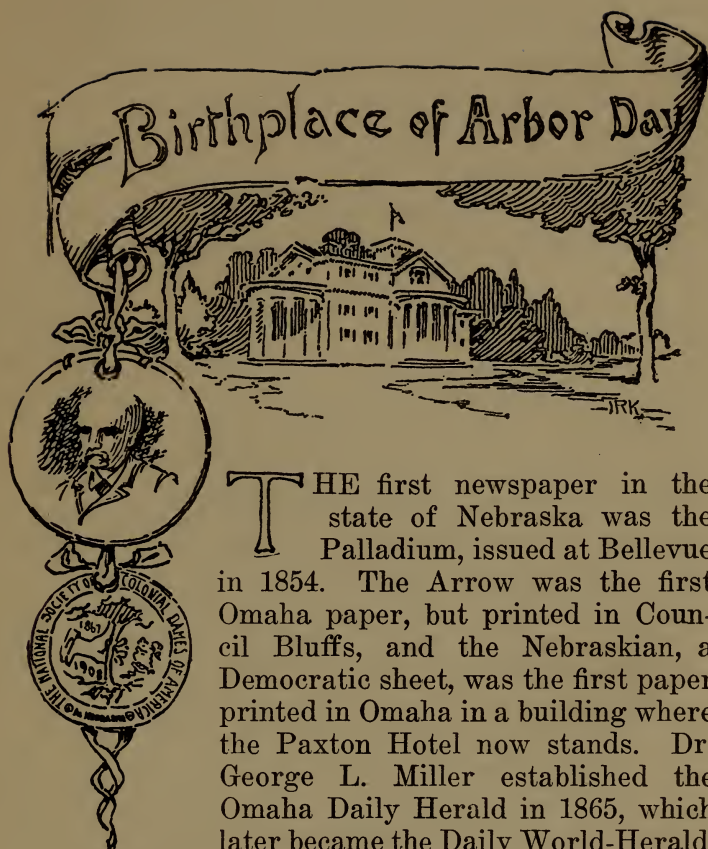 Birthplace of Arbor Day
IRK
THE first newspaper in the
state of Nebraska was the
Palladium, issued at Bellevue
in 1854. The Arrow was the first
Omaha paper, but printed in Coun-
cil Bluffs, and the Nebraskian, a
Democratic sheet, was the first paper
printed in Omaha in a building where
the Paxton Hotel now stands. Dr.
George L. Miller established the
Omaha Daily Herald in 1865, which
later became the Daily World-Herald.
THE NATIONAL SOCIETY OF COLONIAL DAMES OF AMERICA
1867
1908